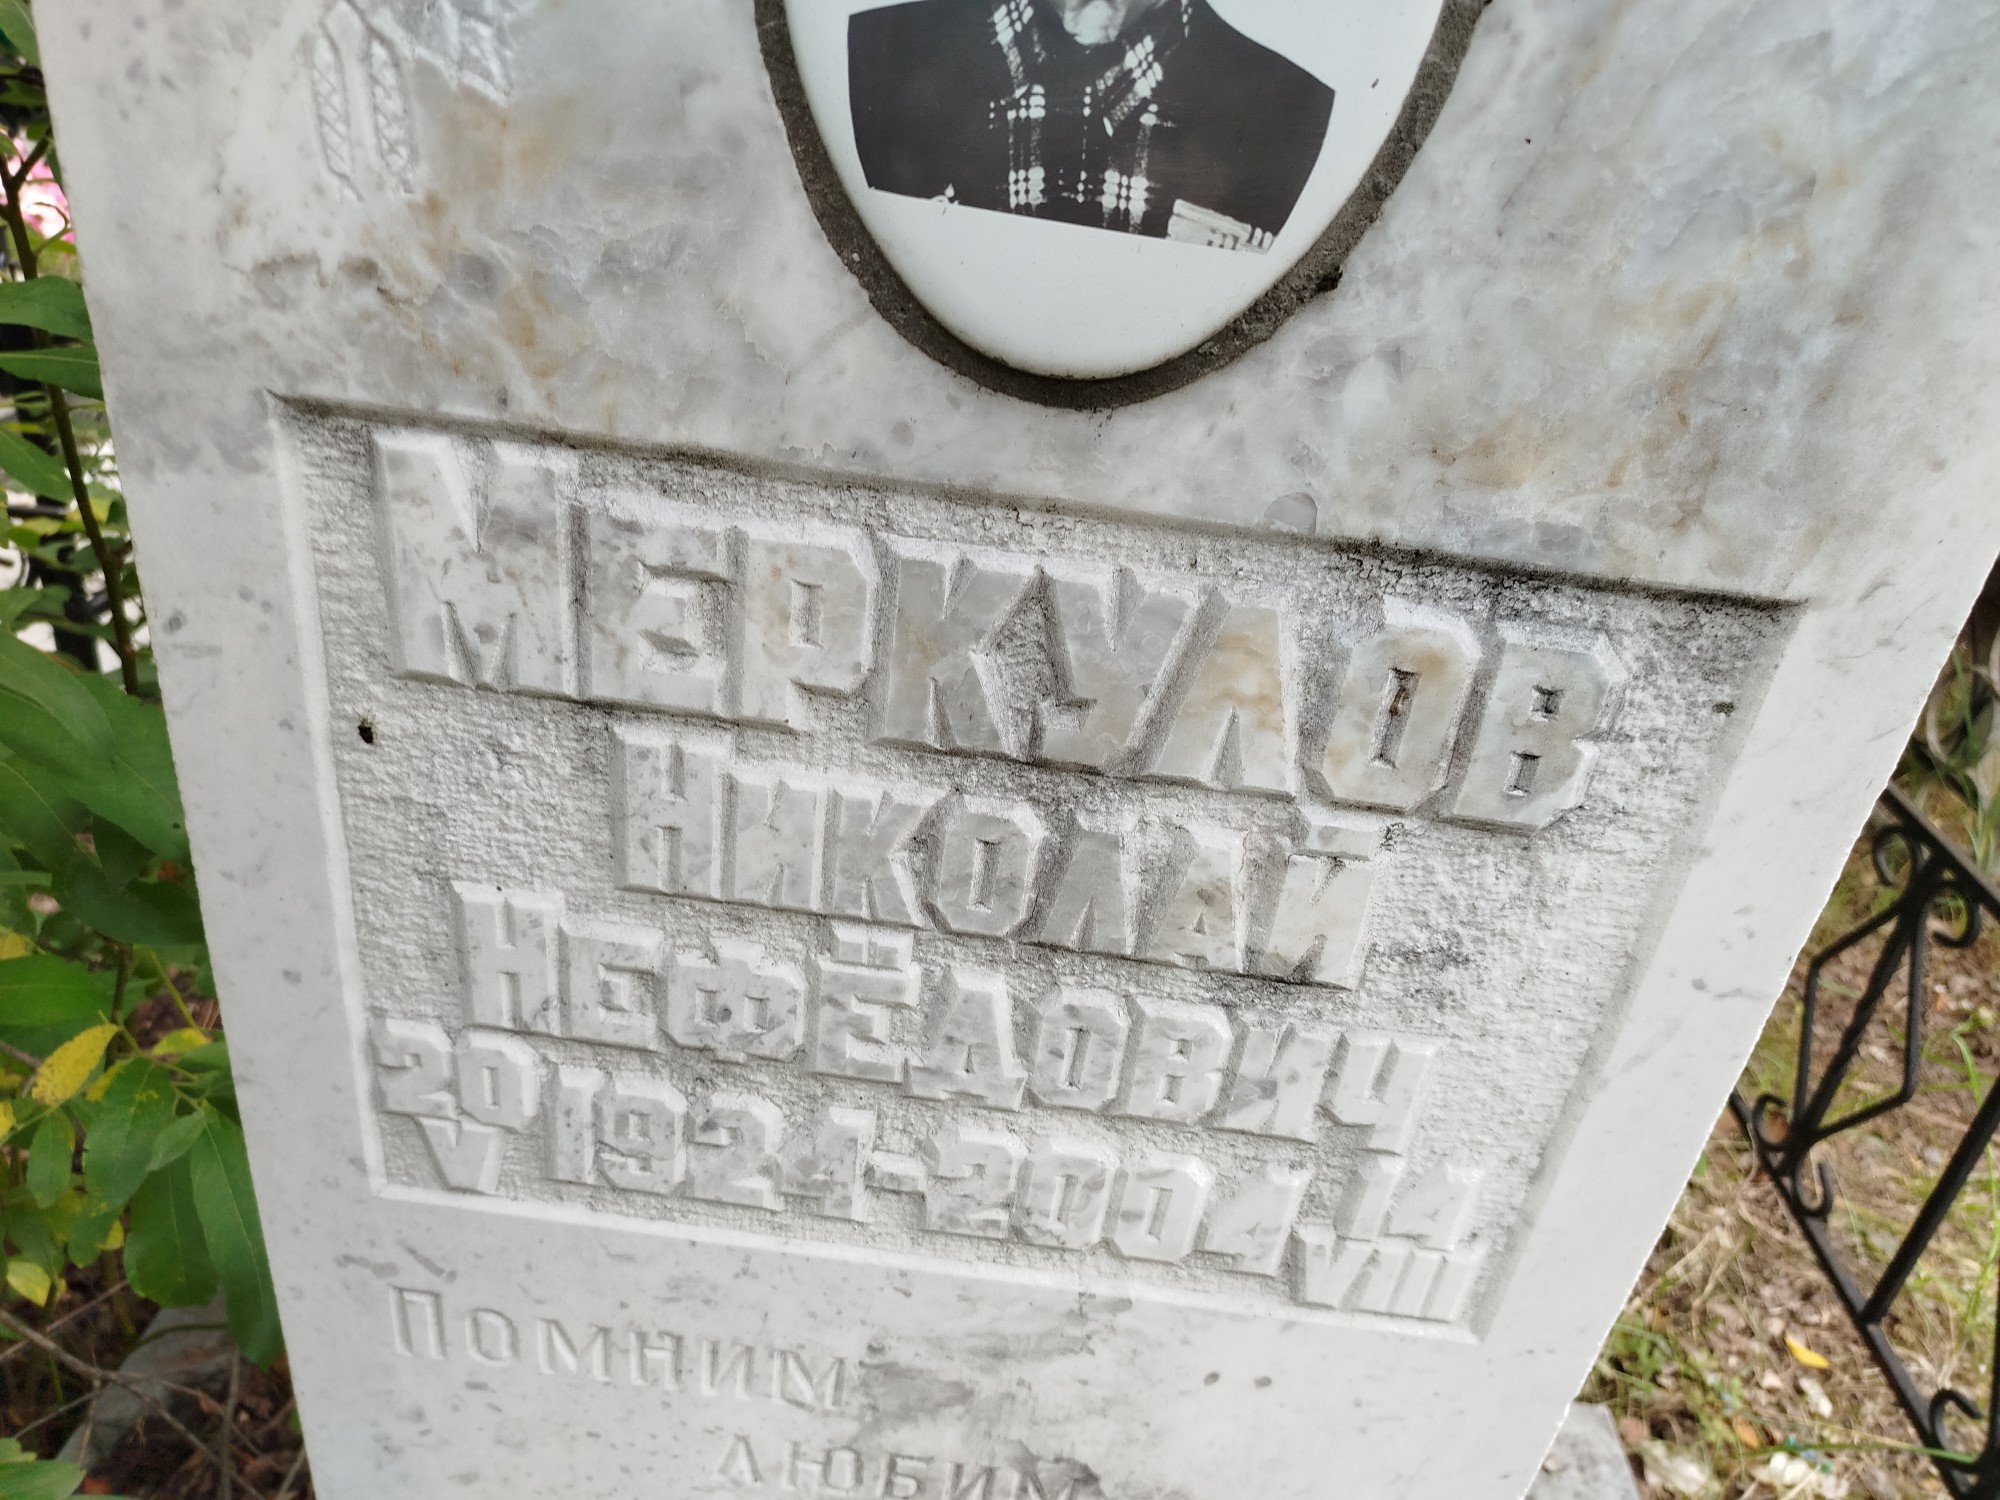 Меркулов
Николай
Нефёдович
20 V 1924-2004 14 VIII
Помним
любим